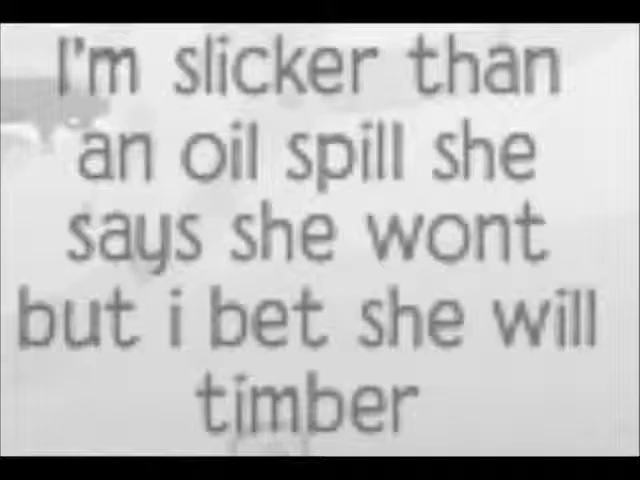 I'm slicker than
an oil spill she
says she wont
but i bet she will
timber